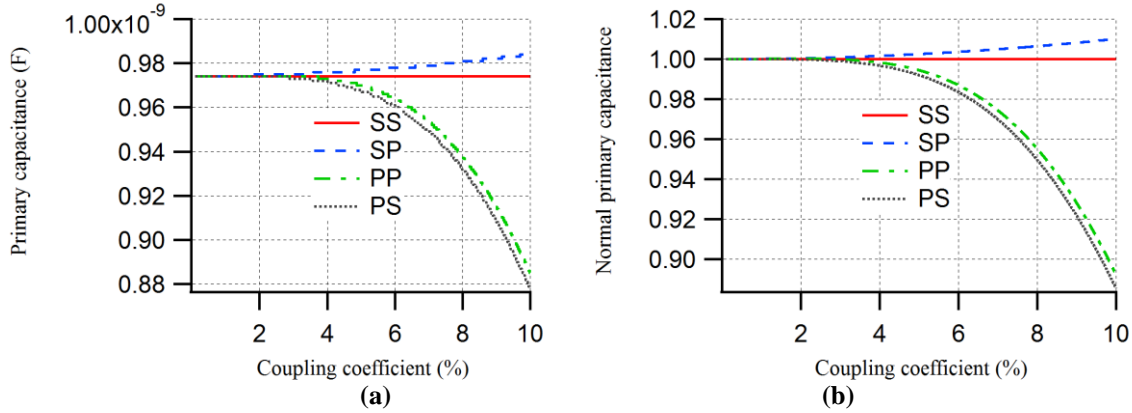 1.00x10⁻⁹
0.98
0.96
0.94
0.92
0.90
0.88
Primary capacitance (F)
SS
SP
PP
PS
2 4 6 8 10
Coupling coefficient (%)
(a)
1.02
1.00
0.98
0.96
0.94
0.92
0.90
Normal primary capacitance
SS
SP
PP
PS
2 4 6 8 10
Coupling coefficient (%)
(b)